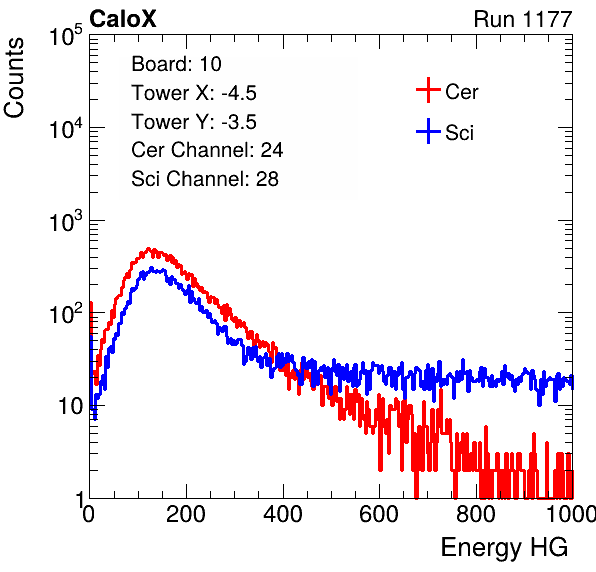 CaloX Run 1177
Counts
10^5
10^4
10^3
10^2
10
1
Board: 10
Tower X: -4.5
Tower Y: -3.5
Cer Channel: 24
Sci Channel: 28
Cer
Sci
0 200 400 600 800 1000
Energy HG